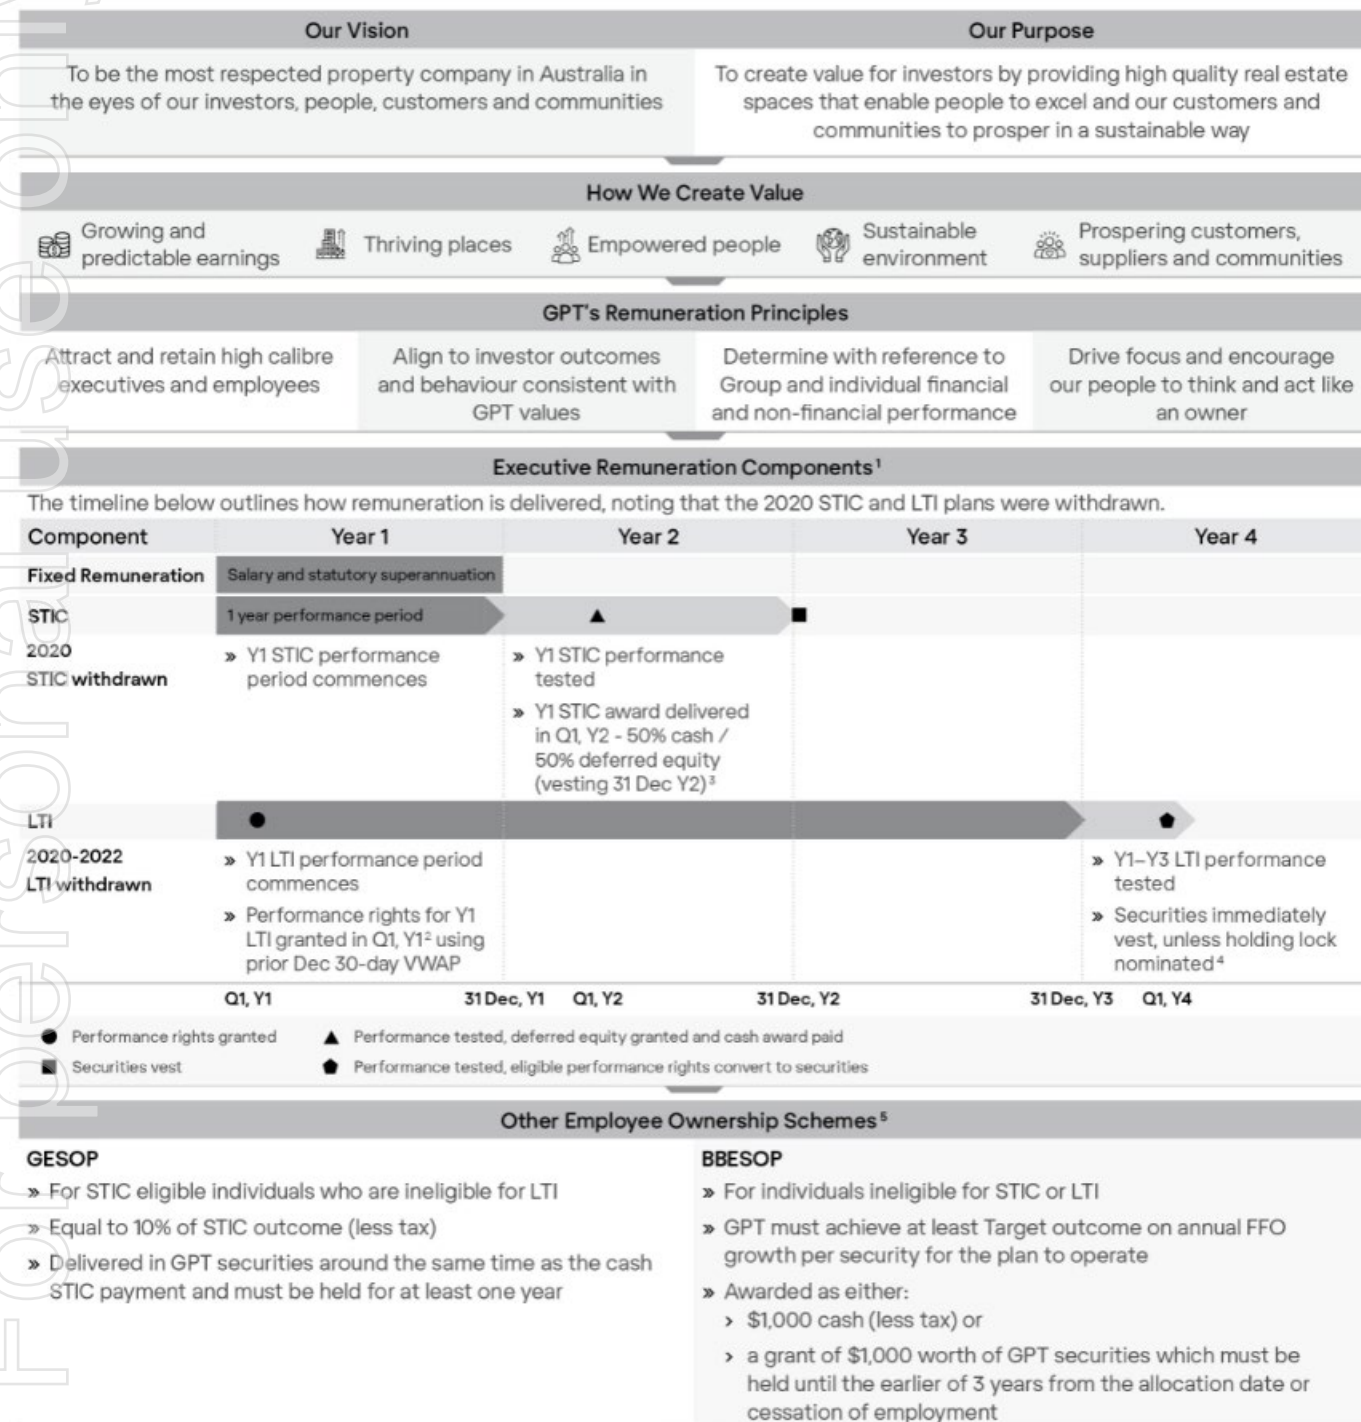 Our Vision
To be the most respected property company in Australia in
the eyes of our investors, people, customers and communities
Our Purpose
To create value for investors by providing high quality real estate
spaces that enable people to excel and our customers and
communities to prosper in a sustainable way
How We Create Value
Growing and
predictable earnings
Thriving places
Empowered people
Sustainable
environment
Prospering customers,
suppliers and communities
GPT's Remuneration Principles
Attract and retain high calibre
executives and employees
Align to investor outcomes
and behaviour consistent with
GPT values
Determine with reference to
Group and individual financial
and non-financial performance
Drive focus and encourage
our people to think and act like
an owner
Executive Remuneration Components¹
The timeline below outlines how remuneration is delivered, noting that the 2020 STIC and LTI plans were withdrawn.
Component Year 1 Year 2 Year 3 Year 4
Fixed Remuneration Salary and statutory superannuation
STIC 1 year performance period
2020
STIC withdrawn
» Y1 STIC performance
period commences
» Y1 STIC performance
tested
» Y1 STIC award delivered
in Q1, Y2 - 50% cash /
50% deferred equity
(vesting 31 Dec Y2)³
LTI
2020-2022
LTI withdrawn
» Y1 LTI performance period
commences
» Performance rights for Y1
LTI granted in Q1, Y1² using
prior Dec 30-day VWAP
» Y1–Y3 LTI performance
tested
» Securities immediately
vest, unless holding lock
nominated⁴
Q1, Y1 31 Dec, Y1 Q1, Y2 31 Dec, Y2 31 Dec, Y3 Q1, Y4
● Performance rights granted ▲ Performance tested, deferred equity granted and cash award paid
■ Securities vest ⬟ Performance tested, eligible performance rights convert to securities
Other Employee Ownership Schemes⁵
GESOP
» For STIC eligible individuals who are ineligible for LTI
» Equal to 10% of STIC outcome (less tax)
» Delivered in GPT securities around the same time as the cash
STIC payment and must be held for at least one year
BBESOP
» For individuals ineligible for STIC or LTI
» GPT must achieve at least Target outcome on annual FFO
growth per security for the plan to operate
» Awarded as either:
› $1,000 cash (less tax) or
› a grant of $1,000 worth of GPT securities which must be
held until the earlier of 3 years from the allocation date or
cessation of employment
For personal use only